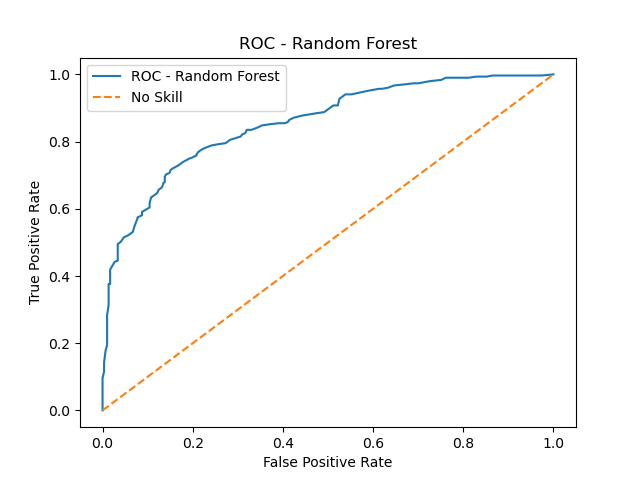 ROC - Random Forest
ROC - Random Forest
No Skill
True Positive Rate
1.0
0.8
0.6
0.4
0.2
0.0
0.0 0.2 0.4 0.6 0.8 1.0
False Positive Rate